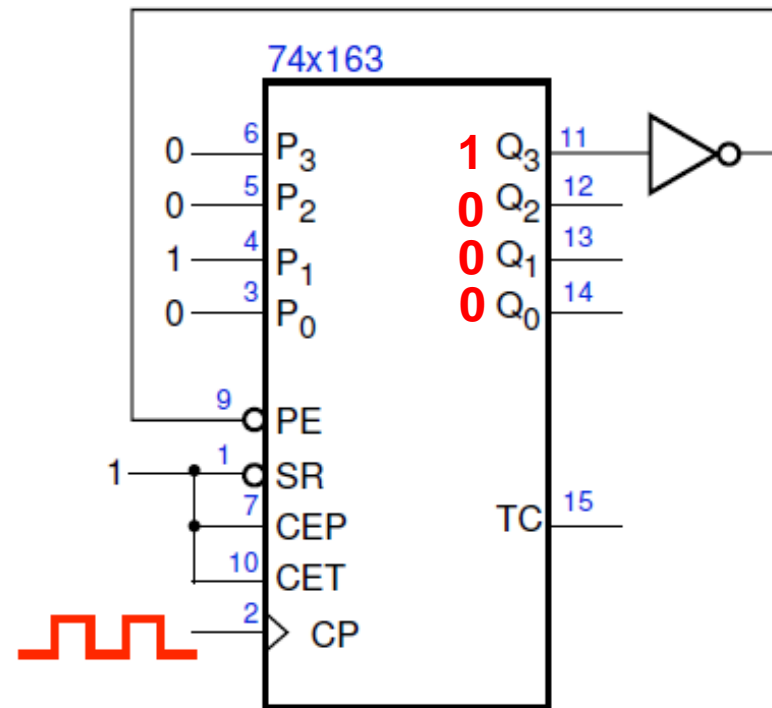 74x163
0 6 P3 1 Q3 11
0 5 P2 0 Q2 12
1 4 P1 0 Q1 13
0 3 P0 0 Q0 14
9 PE
1 1 SR
7 CEP TC 15
10 CET
2 CP